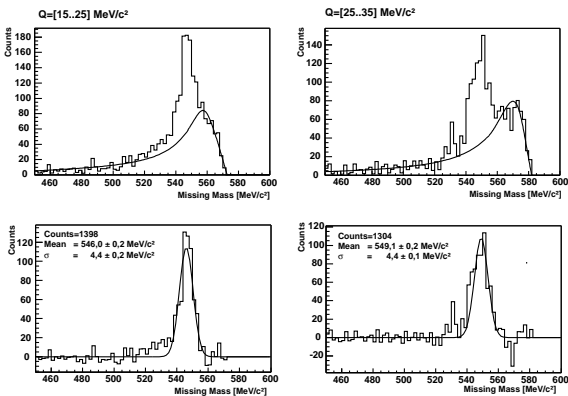 Q=[15..25] MeV/c²
Q=[25..35] MeV/c²
Counts
180
160
140
120
100
80
60
40
20
0
460 480 500 520 540 560 580 600
Missing Mass [MeV/c²]
Counts
140
120
100
80
60
40
20
0
460 480 500 520 540 560 580 600
Missing Mass [MeV/c²]
Counts
120
100
80
60
40
20
0
Counts=1398
Mean = 546,0 ± 0,2 MeV/c²
σ = 4,4 ± 0,2 MeV/c²
460 480 500 520 540 560 580 600
Missing Mass [MeV/c²]
Counts
120
100
80
60
40
20
0
-20
Counts=1304
Mean = 549,1 ± 0,2 MeV/c²
σ = 4,4 ± 0,1 MeV/c²
460 480 500 520 540 560 580 600
Missing Mass [MeV/c²]